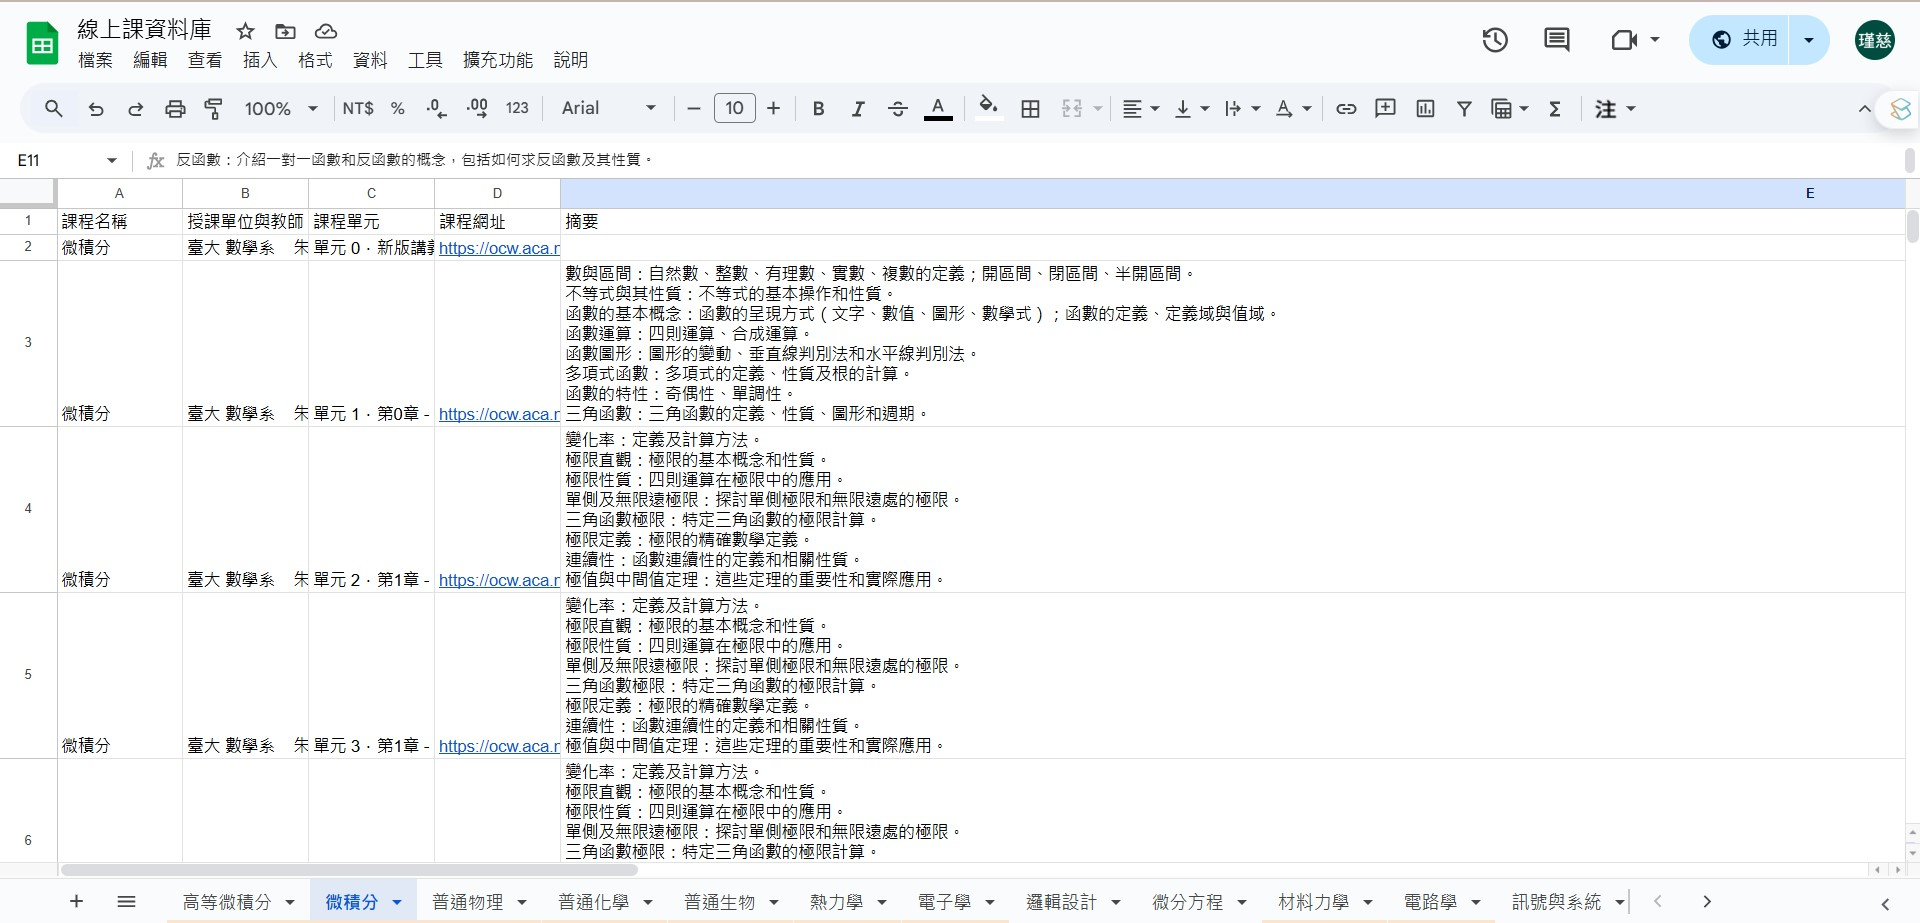 線上課資料庫
檔案 編輯 查看 插入 格式 資料 工具 擴充功能 說明
共用
瑾慈
100% NT$ % .0 .00 123 Arial 10 B I A A Σ 注
E11 fx 反函數：介紹一對一函數和反函數的概念，包括如何求反函數及其性質。
A B C D E
1 課程名稱 授課單位與教師 課程單元 課程網址 摘要
2 微積分 臺大 數學系 朱 單元 0．新版講義 https://ocw.aca.n
數與區間：自然數、整數、有理數、實數、複數的定義；開區間、閉區間、半開區間。
不等式與其性質：不等式的基本操作和性質。
函數的基本概念：函數的呈現方式（文字、數值、圖形、數學式）；函數的定義、定義域與值域。
函數運算：四則運算、合成運算。
3
函數圖形：圖形的變動、垂直線判別法和水平線判別法。
多項式函數：多項式的定義、性質及根的計算。
函數的特性：奇偶性、單調性。
微積分 臺大 數學系 朱 單元 1．第0章 - https://ocw.aca.n 三角函數：三角函數的定義、性質、圖形和週期。
變化率：定義及計算方法。
極限直觀：極限的基本概念和性質。
極限性質：四則運算在極限中的應用。
單側及無限遠極限：探討單側極限和無限遠處的極限。
4
三角函數極限：特定三角函數的極限計算。
極限定義：極限的精確數學定義。
連續性：函數連續性的定義和相關性質。
微積分 臺大 數學系 朱 單元 2．第1章 - https://ocw.aca.n 極值與中間值定理：這些定理的重要性和實際應用。
變化率：定義及計算方法。
極限直觀：極限的基本概念和性質。
極限性質：四則運算在極限中的應用。
單側及無限遠極限：探討單側極限和無限遠處的極限。
5
三角函數極限：特定三角函數的極限計算。
極限定義：極限的精確數學定義。
連續性：函數連續性的定義和相關性質。
微積分 臺大 數學系 朱 單元 3．第1章 - https://ocw.aca.n 極值與中間值定理：這些定理的重要性和實際應用。
變化率：定義及計算方法。
極限直觀：極限的基本概念和性質。
極限性質：四則運算在極限中的應用。
單側及無限遠極限：探討單側極限和無限遠處的極限。
6
三角函數極限：特定三角函數的極限計算。
高等微積分 微積分 普通物理 普通化學 普通生物 熱力學 電子學 邏輯設計 微分方程 材料力學 電路學 訊號與系統